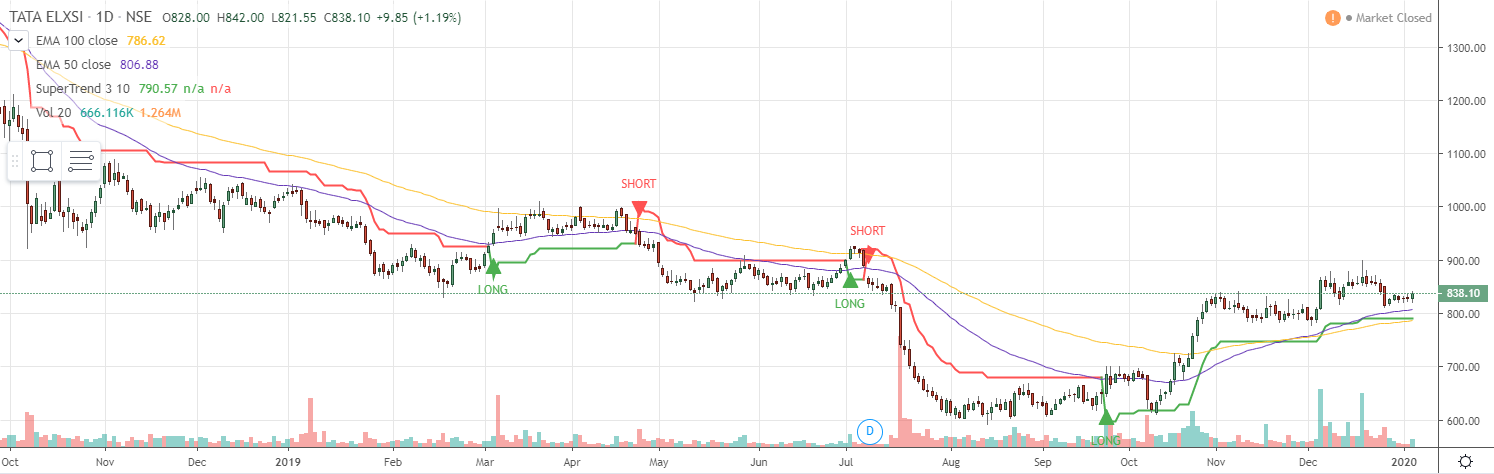 TATA ELXSI · 1D · NSE O828.00 H842.00 L821.55 C838.10 +9.85 (+1.19%)
! Market Closed
EMA 100 close 786.62
EMA 50 close 806.88
SuperTrend 3 10 790.57 n/a n/a
Vol 20 666.116K 1.264M
1300.00
1200.00
1100.00
1000.00
900.00
838.10
800.00
700.00
600.00
SHORT
LONG
SHORT
LONG
D
LONG
Oct Nov Dec 2019 Feb Mar Apr May Jun Jul Aug Sep Oct Nov Dec 2020